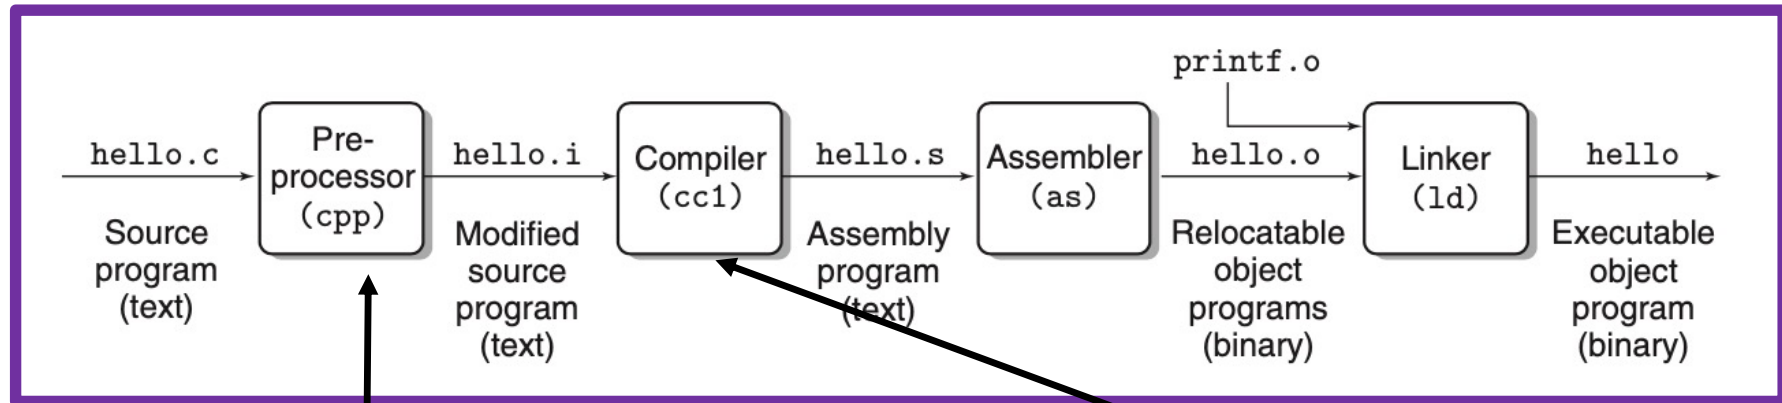 printf.o
hello.c
Pre-
processor
(cpp)
hello.i
Compiler
(cc1)
hello.s
Assembler
(as)
hello.o
Linker
(ld)
hello
Source
program
(text)
Modified
source
program
(text)
Assembly
program
(text)
Relocatable
object
programs
(binary)
Executable
object
program
(binary)